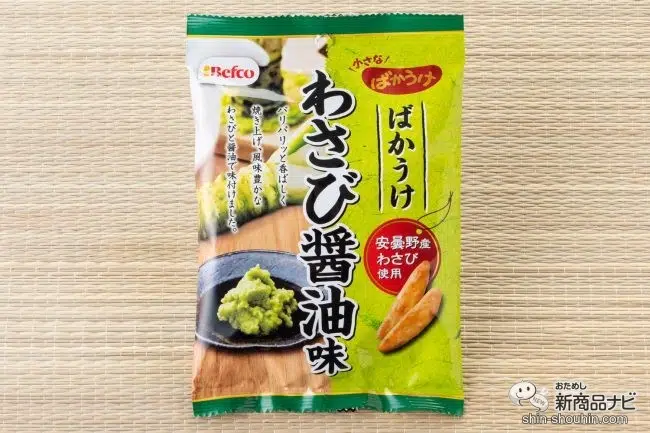 Befco
小さな!
ばかうけ
ばかうけ
わさび醤油味
パリパリッと香ばしく
焼き上げ、風味豊かな
わさびと醤油で味付けました。
安曇野産
わさび
使用
おためし
新商品ナビ
shin-shouhin.com